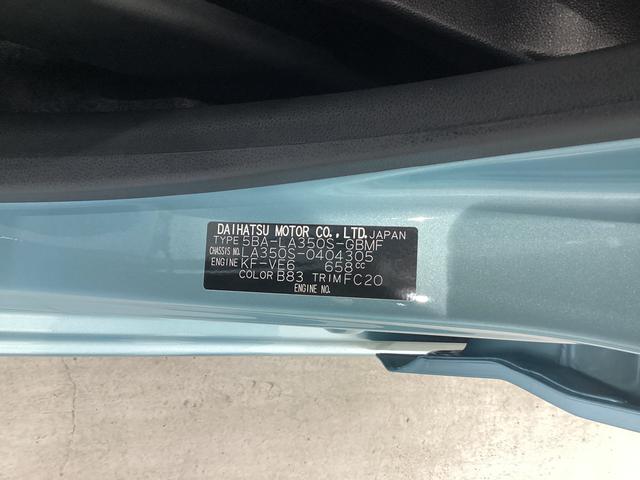 DAIHATSU MOTOR CO., LTD. JAPAN
TYPE 5BA-LA350S-GBMF
CHASSIS NO. LA350S-0404305
ENGINE KF-VE6 658cc
COLOR B83 TRIM FC20
ENGINE NO.